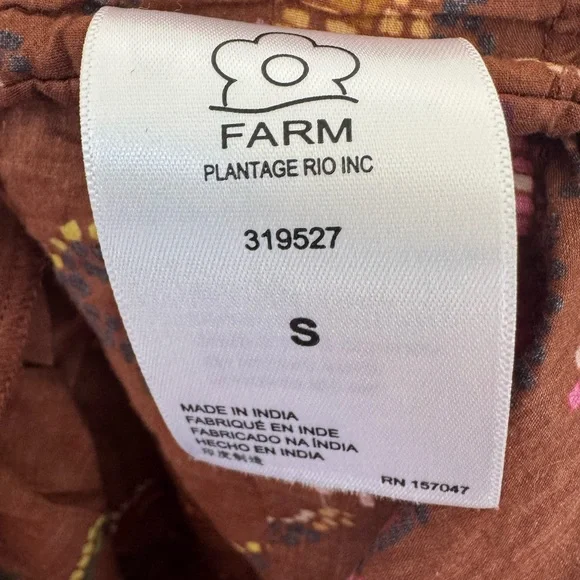 FARM
PLANTAGE RIO INC
319527
S
MADE IN INDIA
FABRIQUÉ EN INDE
FABRICADO NA ÍNDIA
HECHO EN INDIA
印度制造
RN 157047